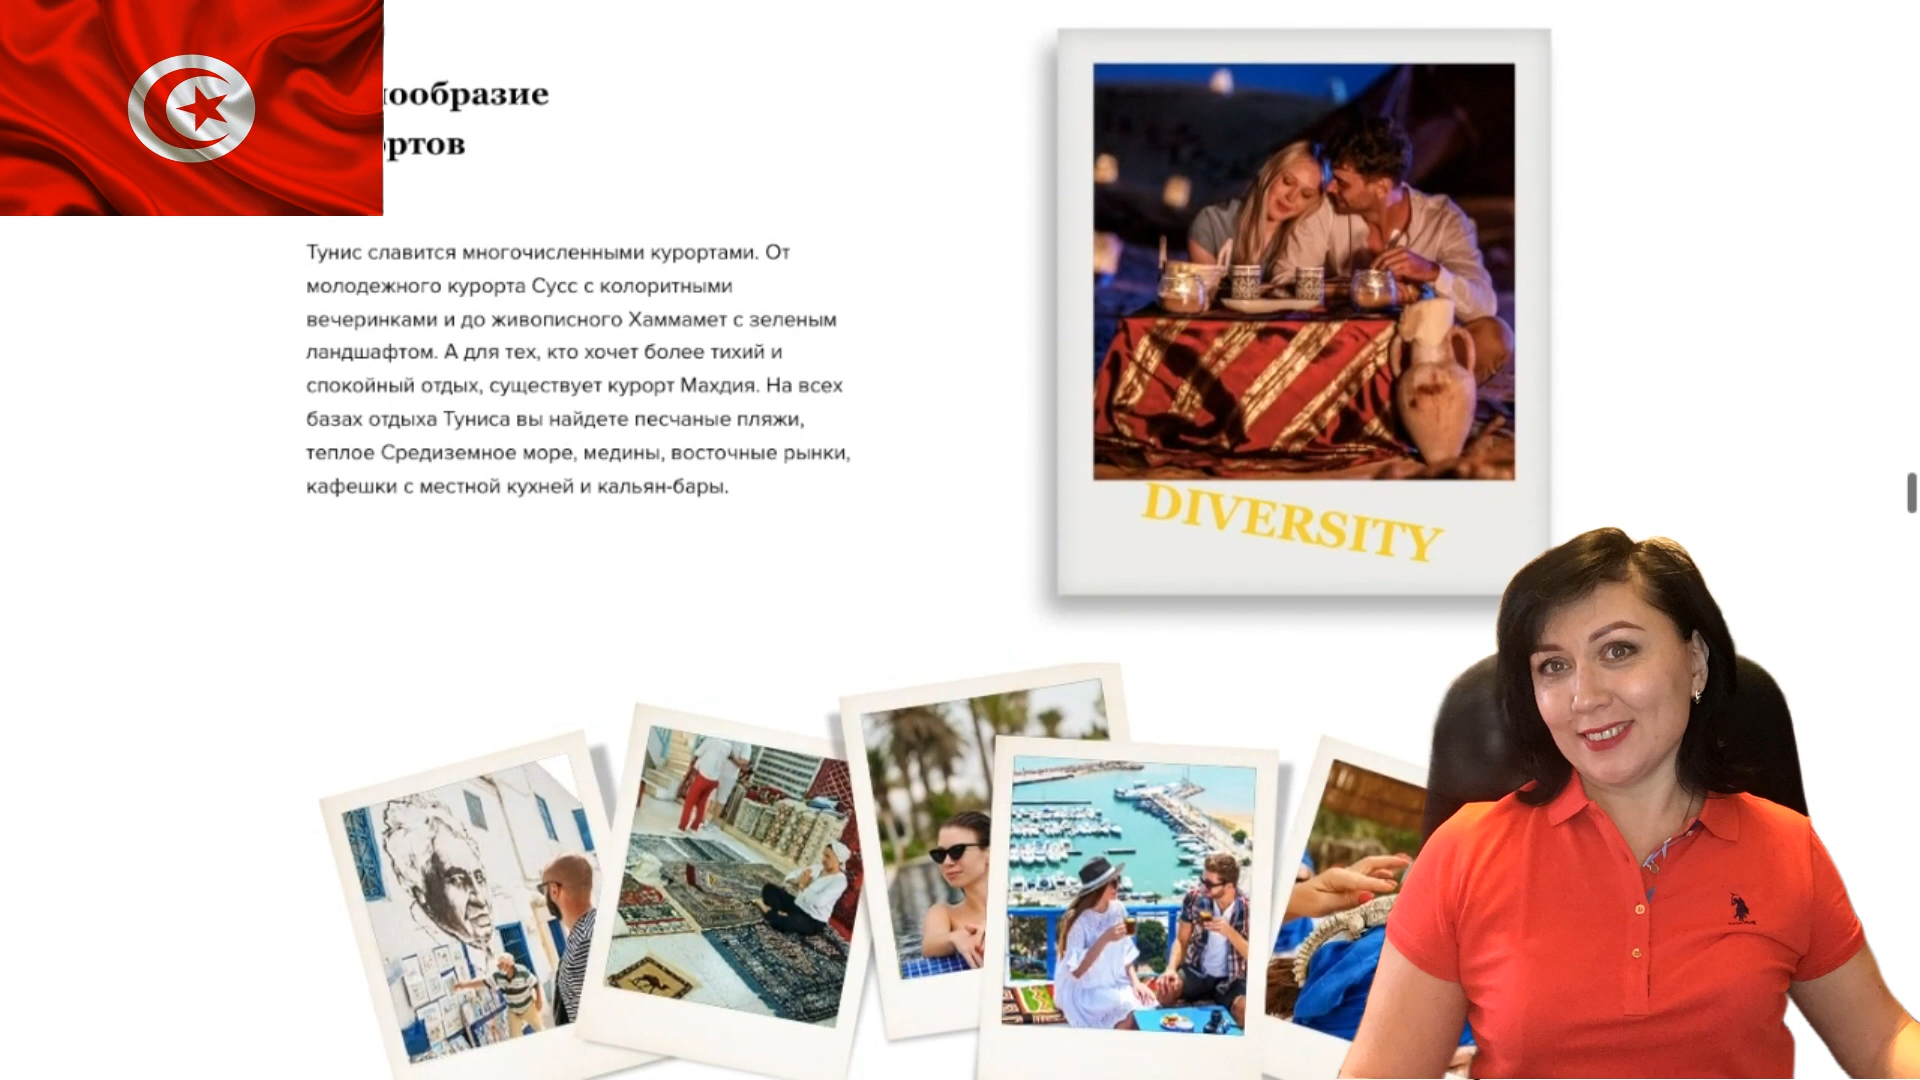 нообразие
ортов
Тунис славится многочисленными курортами. От
молодежного курорта Сусс с колоритными
вечеринками и до живописного Хаммамет с зеленым
ландшафтом. А для тех, кто хочет более тихий и
спокойный отдых, существует курорт Махдия. На всех
базах отдыха Туниса вы найдете песчаные пляжи,
теплое Средиземное море, медины, восточные рынки,
кафешки с местной кухней и кальян-бары.
DIVERSITY